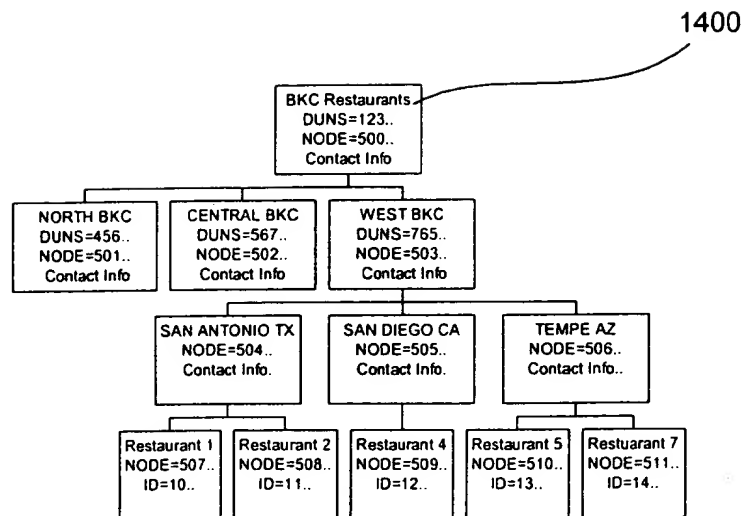 1400
BKC Restaurants
DUNS=123..
NODE=500..
Contact Info
NORTH BKC
DUNS=456..
NODE=501..
Contact Info
CENTRAL BKC
DUNS=567..
NODE=502..
Contact Info
WEST BKC
DUNS=765..
NODE=503..
Contact Info
SAN ANTONIO TX
NODE=504..
Contact Info.
SAN DIEGO CA
NODE=505..
Contact Info.
TEMPE AZ
NODE=506..
Contact Info..
Restaurant 1
NODE=507..
ID=10..
Restaurant 2
NODE=508..
ID=11..
Restaurant 4
NODE=509..
ID=12..
Restaurant 5
NODE=510..
ID=13..
Restuarant 7
NODE=511..
ID=14..